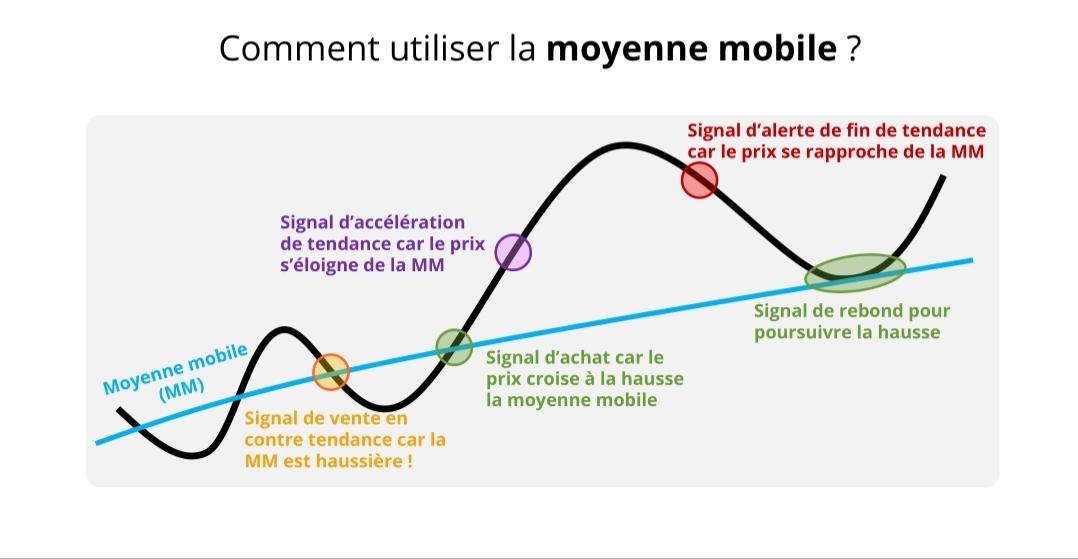 Comment utiliser la moyenne mobile ?
Signal d'alerte de fin de tendance
car le prix se rapproche de la MM
Signal d'accélération
de tendance car le prix
s'éloigne de la MM
Signal de rebond pour
poursuivre la hausse
Moyenne mobile
(MM)
Signal d'achat car le
prix croise à la hausse
la moyenne mobile
Signal de vente en
contre tendance car la
MM est haussière !